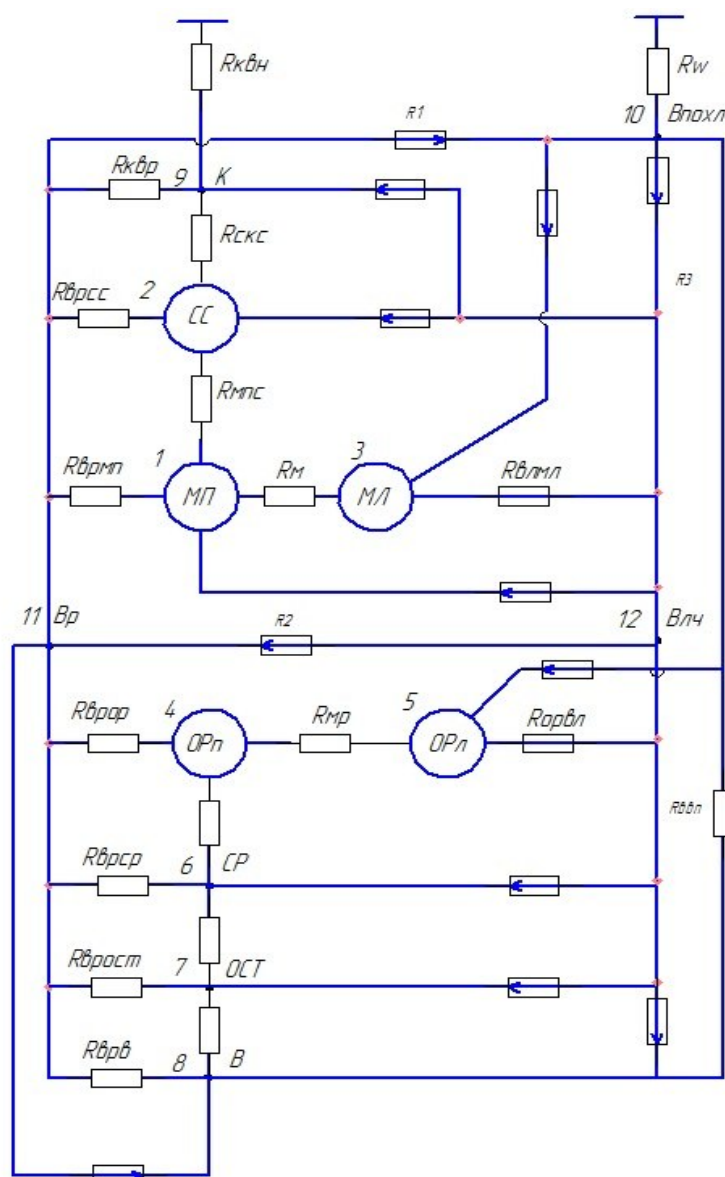 Rквн
Rw
R1
10 Впохл
Rквр
9 К
Rскс
Rврсс
2
СС
R3
Rмпс
Rврмп
1
МП
Rм
3
МЛ
Rвлмл
11 Вр
R2
12 Влч
Rврор
4
ОРп
Rмр
5
ОРл
Rорвл
Rввл
Rврср
6 СР
Rврост
7 ОСТ
Rврв
8 В